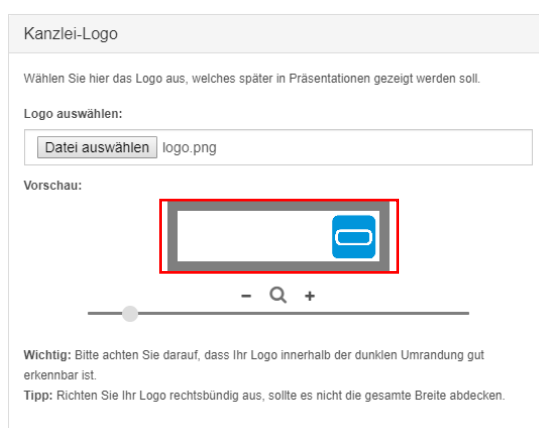 Kanzlei-Logo
Wählen Sie hier das Logo aus, welches später in Präsentationen gezeigt werden soll.
Logo auswählen:
Datei auswählen logo.png
Vorschau:
Wichtig: Bitte achten Sie darauf, dass Ihr Logo innerhalb der dunklen Umrandung gut
erkennbar ist.
Tipp: Richten Sie Ihr Logo rechtsbündig aus, sollte es nicht die gesamte Breite abdecken.